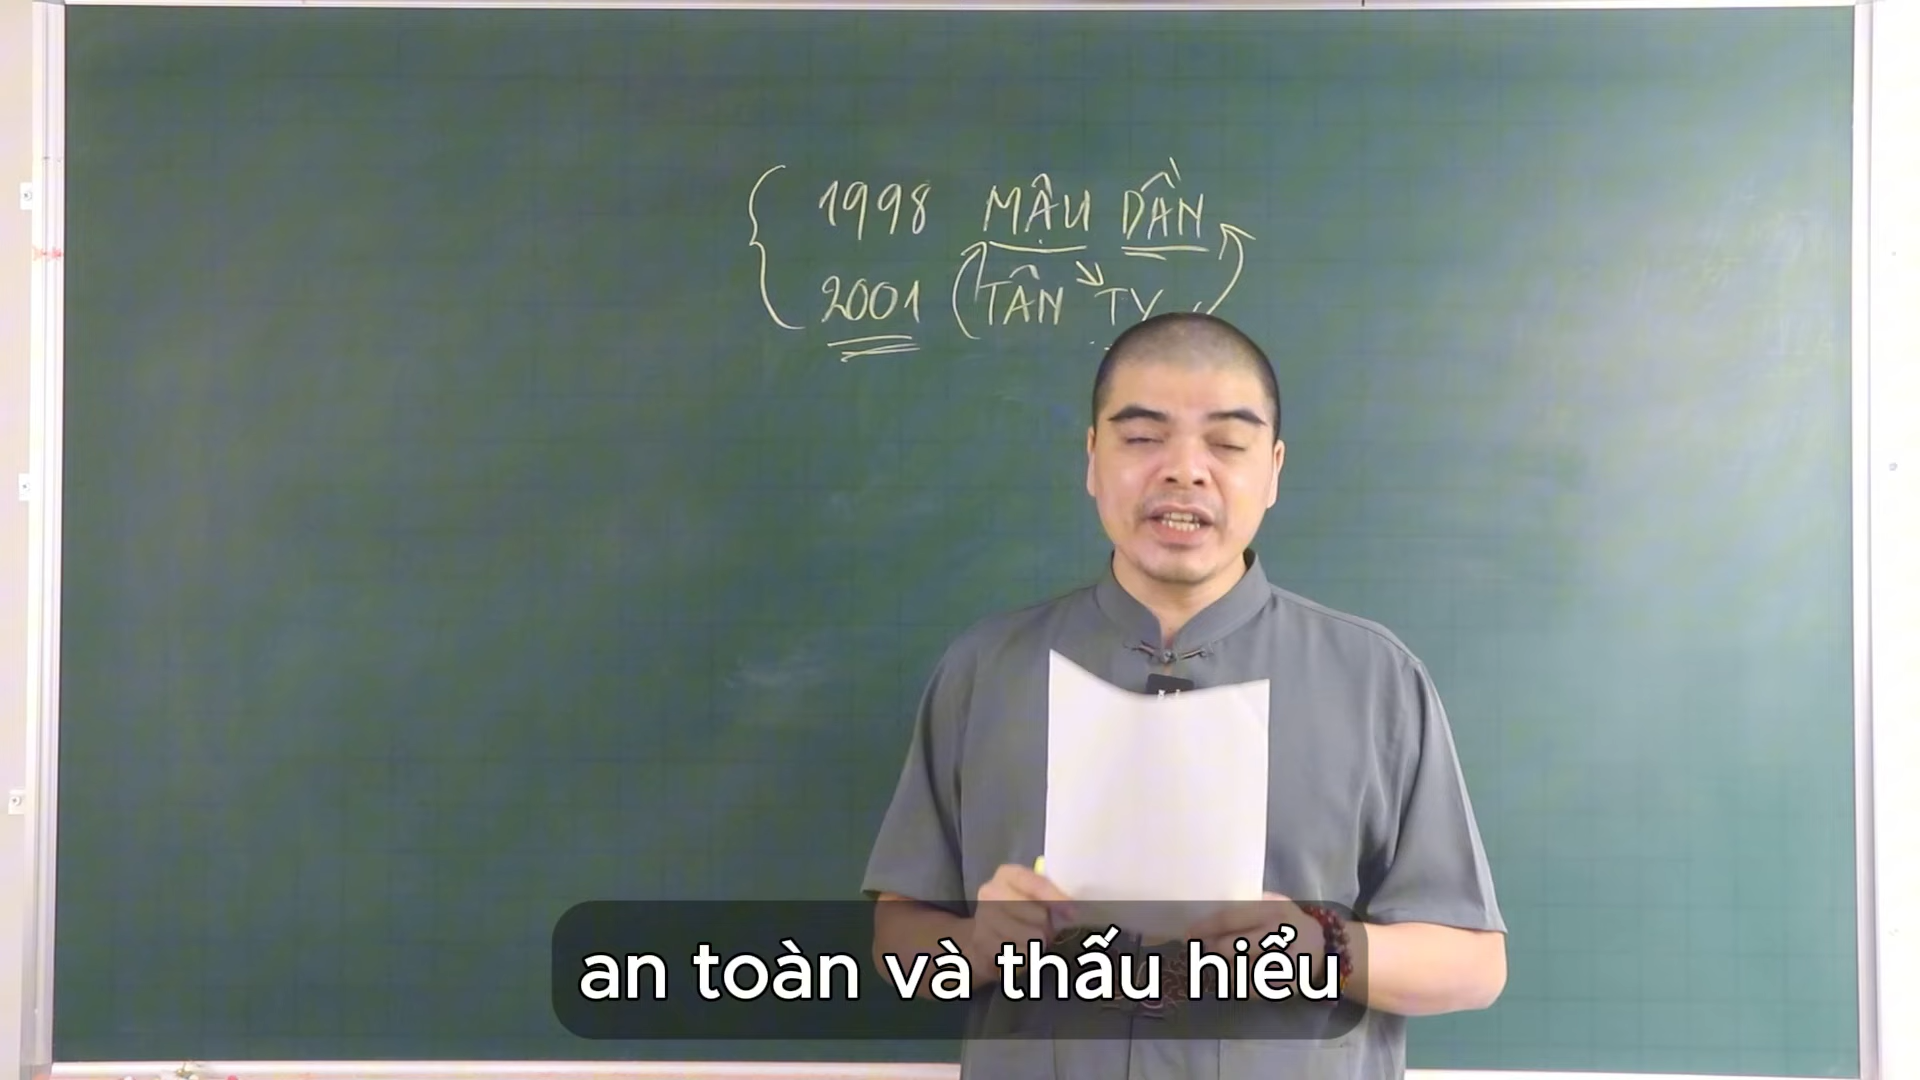 1998 MẬU DẦN
2001 (TÂN TỴ
an toàn và thấu hiểu